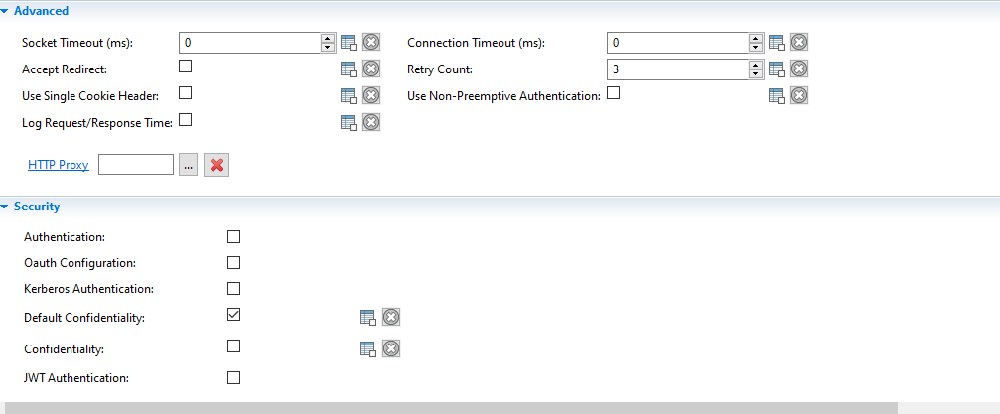 Advanced
Socket Timeout (ms): 0 Connection Timeout (ms): 0
Accept Redirect: Retry Count: 3
Use Single Cookie Header: Use Non-Preemptive Authentication:
Log Request/Response Time:
HTTP Proxy ...
Security
Authentication:
Oauth Configuration:
Kerberos Authentication:
Default Confidentiality:
Confidentiality:
JWT Authentication: